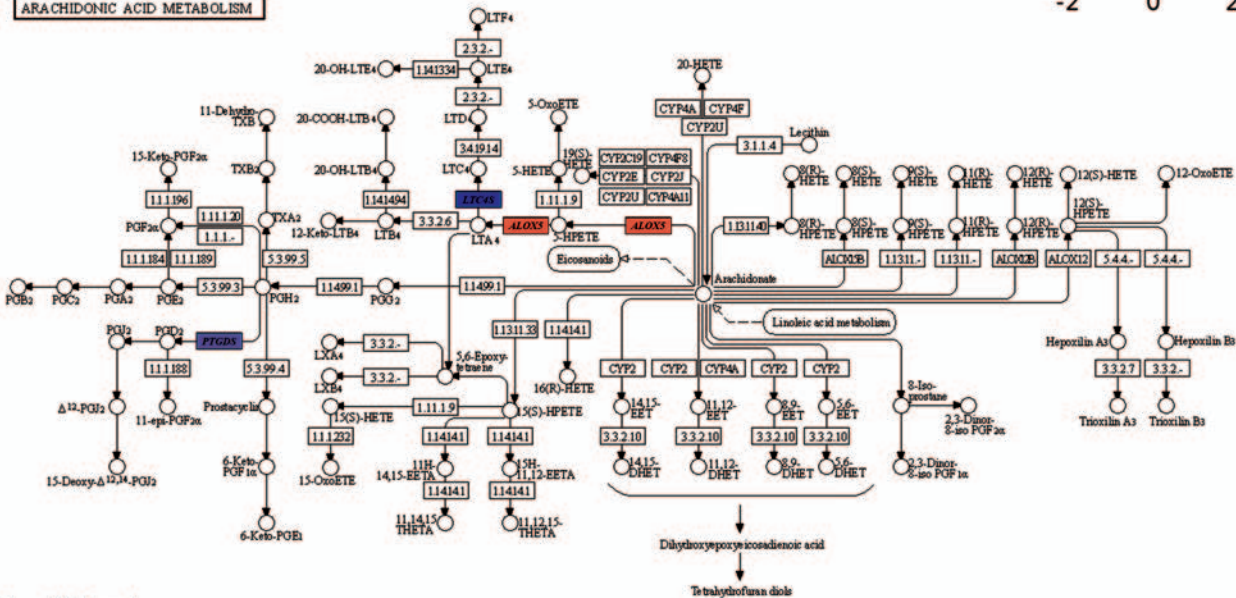 ARACHIDONIC ACID METABOLISM
-2 0 2
LTF4
2.3.2.-
20-OH-LTE4
1.14.13.34
LTE4
20-HETE
2.3.2.-
11-Dehydro-
TXB
20-COOH-LTB4
LTD4
5-OxoETE
CYP4A
CYP4F
CYP2U
Lecithin
3.1.1.4
15-Keto-PGF2α
3.4.19.14
TXB2
20-OH-LTB4
LTC4
5-HETE
19(S)-
HETE
CYP2C19
CYP4F8
CYP2E
CYP2J
CYP2U
CYP4A11
8(R)-
HETE
8(S)-
HETE
9(S)-
HETE
11(R)-
HETE
12(R)-
HETE
12(S)-HETE
12-OxoETE
1.1.1.196
1.14.14.94
LTC4S
1.11.1.9
1.11.1.20
TXA2
PGF2α
1.1.1.-
12-Keto-LTB4
3.3.2.6
LTB4
LTA4
ALOX5
5-HPETE
ALOX5
1.13.11.40
8(R)-
HPETE
8(S)-
HPETE
9(S)-
HPETE
11(R)-
HPETE
12(R)-
HPETE
12(S)-
HPETE
1.1.1.184
1.1.1.189
5.3.99.5
Eicosanoids
ALOX15B
1.13.11.-
1.13.11.-
ALOX12B
ALOX12
5.4.4.-
5.4.4.-
Arachidonate
PGB2
PGC2
PGA2
PGE2
5.3.99.3
PGH2
1.14.99.1
PGG2
1.14.99.1
Linoleic acid metabolism
PGJ2
PGD2
PTGDS
1.13.11.33
1.14.14.1
Hepoxilin A3
Hepoxilin B3
LXA4
3.3.2.-
5,6-Epoxy-
tetraene
1.1.1.188
5.3.99.4
LXB4
3.3.2.-
16(R)-HETE
CYP2
CYP2
CYP4A
CYP2
CYP2
8-Iso-
prostane
3.3.2.7
3.3.2.-
Δ12-PGJ2
11-epi-PGF2α
Prostacyclin
15(S)-HETE
1.11.1.9
15(S)-HPETE
14,15-
EET
11,12-
EET
8,9-
EET
5,6-
EET
2,3-Dinor-
8-iso PGF2α
Trioxilin A3
Trioxilin B3
1.1.1.232
1.14.14.1
1.14.14.1
3.3.2.10
3.3.2.10
3.3.2.10
3.3.2.10
15-Deoxy-Δ12,14-PGJ2
6-Keto-
PGF1α
15-OxoETE
11H-
14,15-EETA
15H-
11,12-EETA
14,15-
DHET
11,12-
DHET
8,9-
DHET
5,6-
DHET
2,3-Dinor-
8-iso PGF1α
1.14.14.1
1.14.14.1
6-Keto-PGE1
11,14,15-
THETA
11,12,15-
THETA
Dihydroxyepoxyeicosadienoic acid
Tetrahydrofuran diols